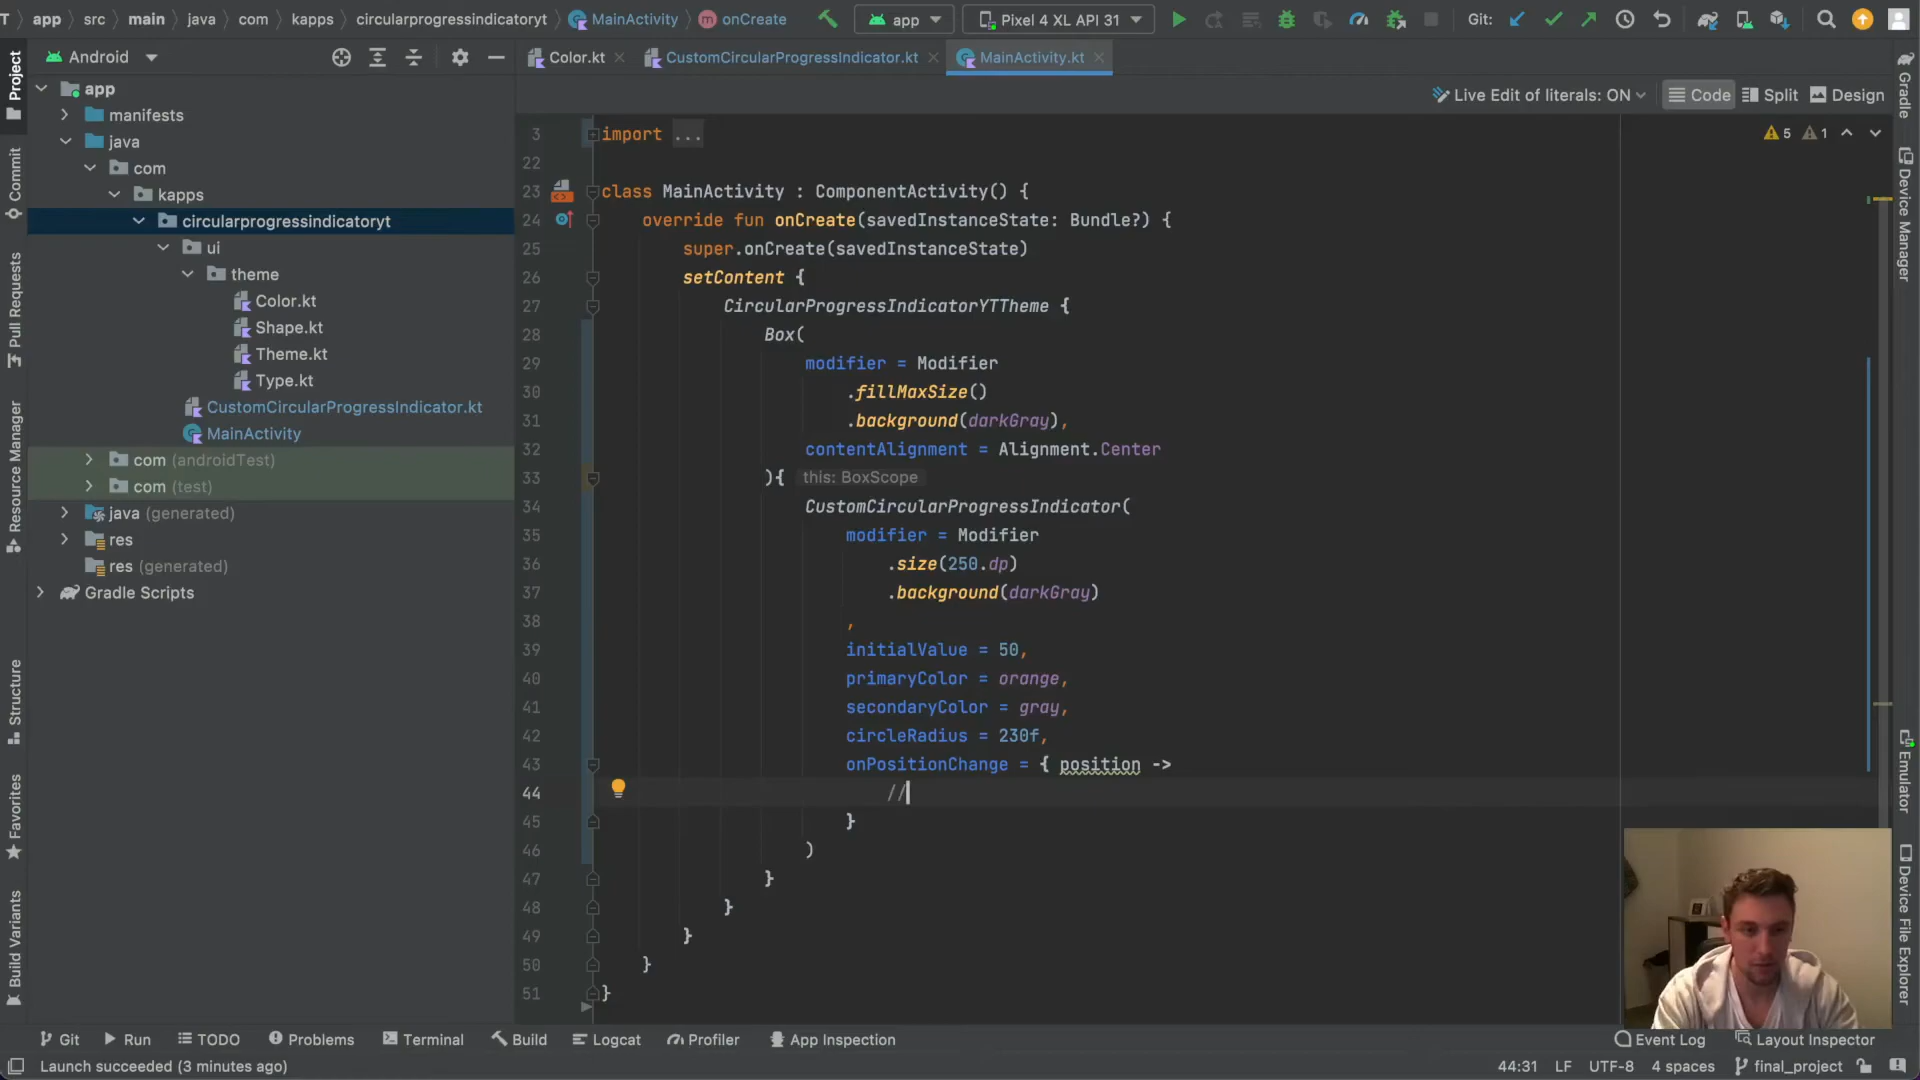 T
app
src
main
java
com
kapps
circularprogressindicatoryt
MainActivity
onCreate
app
Pixel 4 XL API 31
Git:
Android
Color.kt
CustomCircularProgressIndicator.kt
MainActivity.kt
Live Edit of literals: ON
Code
Split
Design
5
1
Project
Commit
Pull Requests
Resource Manager
Structure
Favorites
Build Variants
app
manifests
java
com
kapps
circularprogressindicatoryt
ui
theme
Color.kt
Shape.kt
Theme.kt
Type.kt
CustomCircularProgressIndicator.kt
MainActivity
com (androidTest)
com (test)
java (generated)
res
res (generated)
Gradle Scripts
3 import ...
22
23 class MainActivity : ComponentActivity() {
24 override fun onCreate(savedInstanceState: Bundle?) {
25 super.onCreate(savedInstanceState)
26 setContent {
27 CircularProgressIndicatorYTTheme {
28 Box(
29 modifier = Modifier
30 .fillMaxSize()
31 .background(darkGray),
32 contentAlignment = Alignment.Center
33 ){ this: BoxScope
34 CustomCircularProgressIndicator(
35 modifier = Modifier
36 .size(250.dp)
37 .background(darkGray)
38 ,
39 initialValue = 50,
40 primaryColor = orange,
41 secondaryColor = gray,
42 circleRadius = 230f,
43 onPositionChange = { position ->
44 //
45 }
46 )
47 }
48 }
49 }
50 }
51 }
Gradle
Device Manager
Emulator
Device File Explorer
Git
Run
TODO
Problems
Terminal
Build
Logcat
Profiler
App Inspection
Event Log
Layout Inspector
Launch succeeded (3 minutes ago)
44:31
LF
UTF-8
4 spaces
final_project